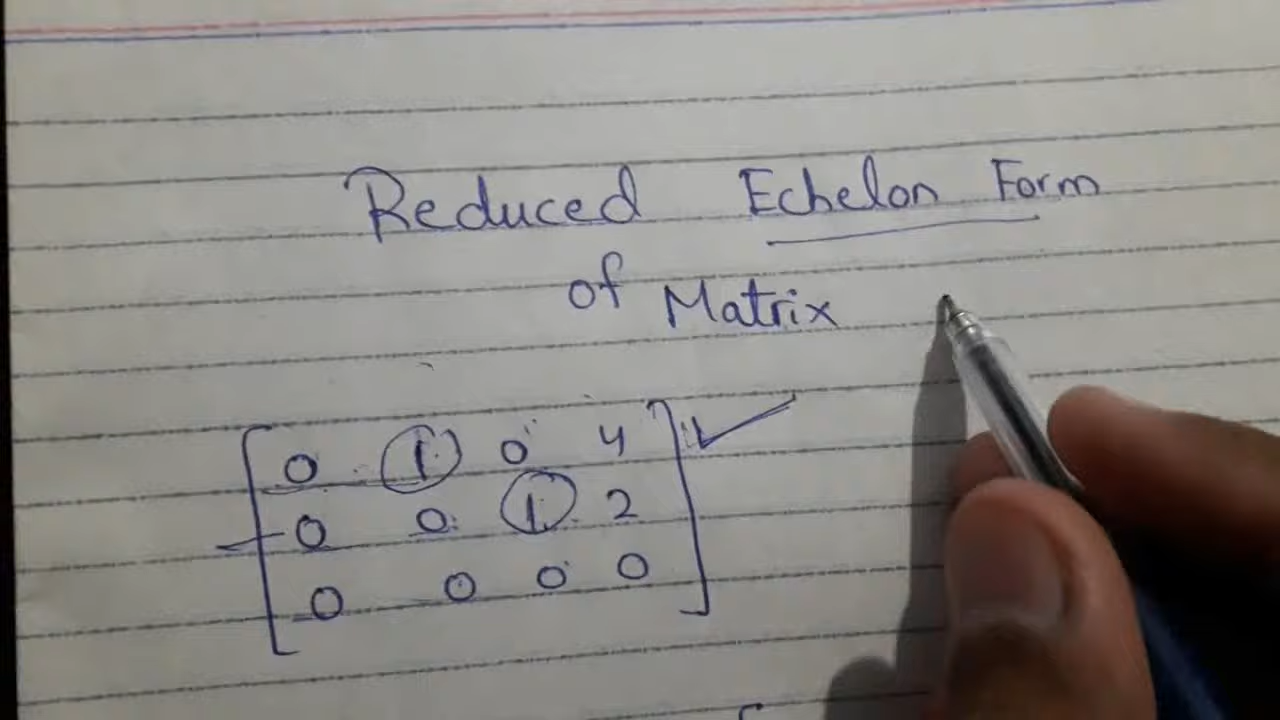 Reduced Echelon Form
of Matrix
0 1 0 4
0 0 1 2
0 0 0 0